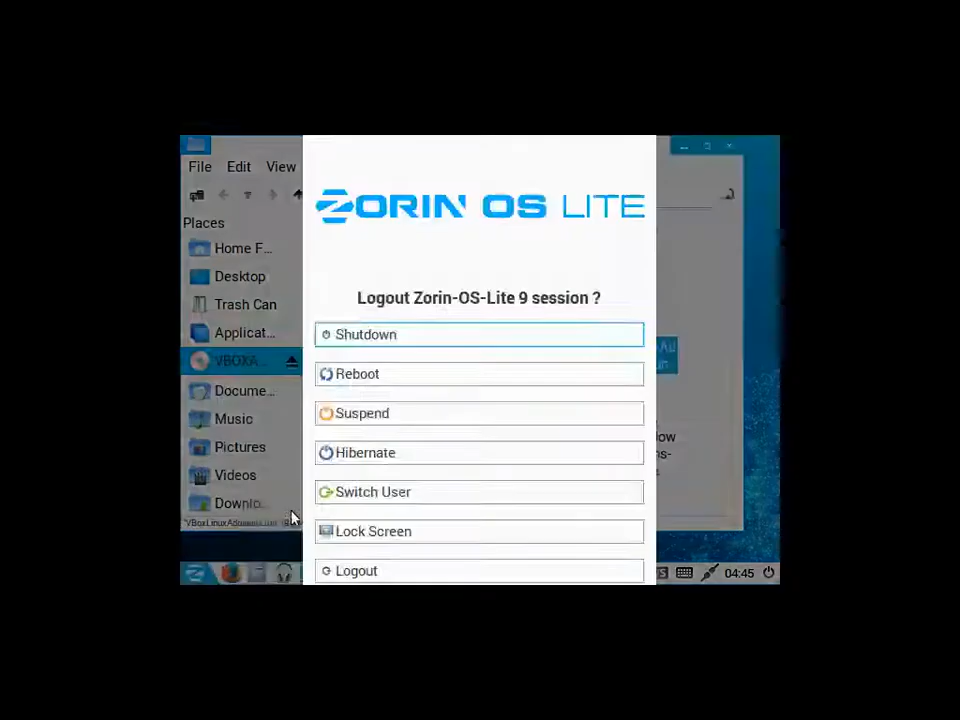 File Edit View
Places
Home F...
Desktop
Trash Can
Applicat...
VBOXA...
Docume...
Music
Pictures
Videos
Downlo...
ZORIN OS LITE
Logout Zorin-OS-Lite 9 session ?
Shutdown
Reboot
Suspend
Hibernate
Switch User
Lock Screen
Logout
04:45